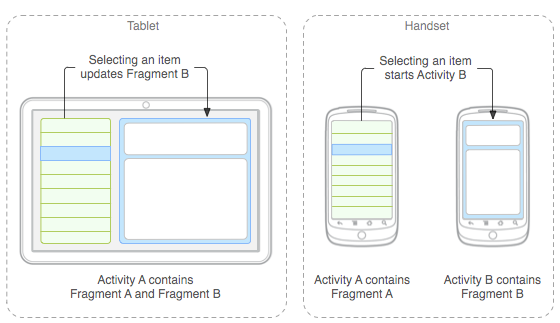 Tablet
Selecting an item
updates Fragment B
Activity A contains
Fragment A and Fragment B
Handset
Selecting an item
starts Activity B
Activity A contains
Fragment A
Activity B contains
Fragment B